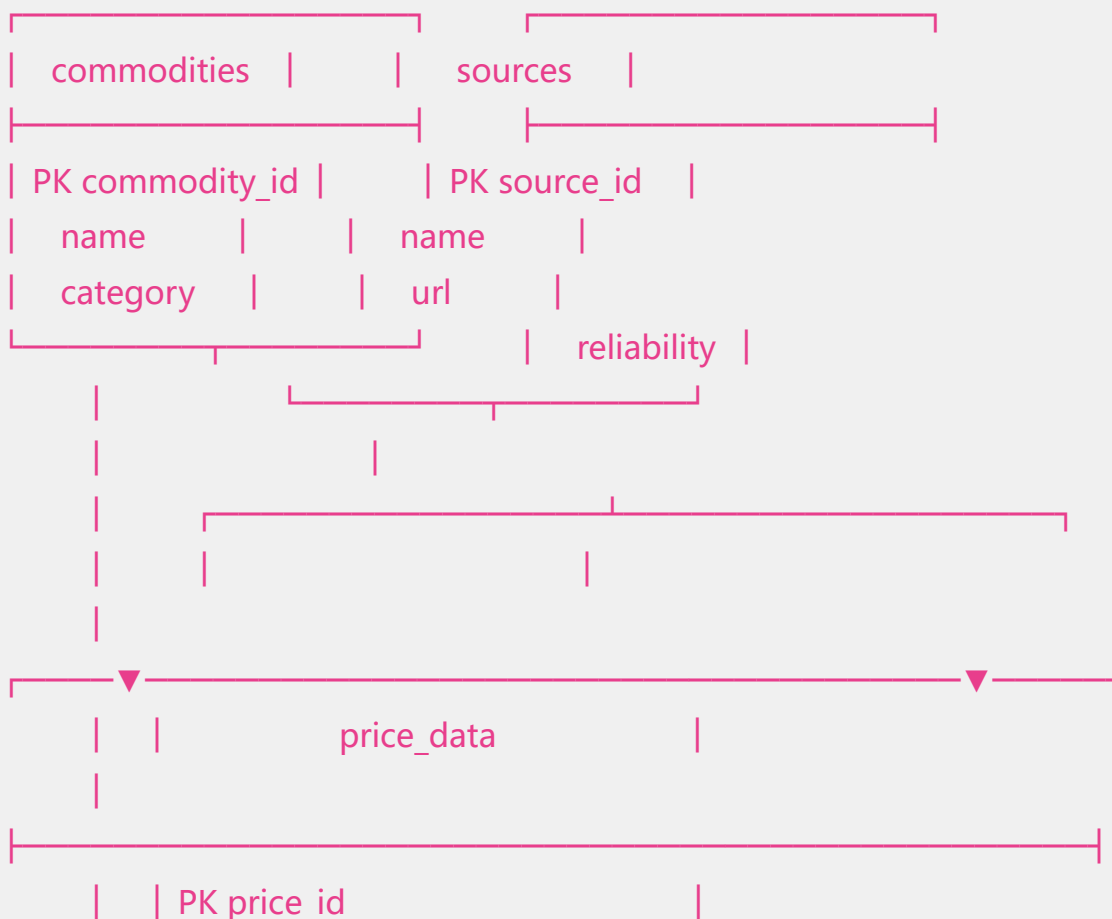 commodities sources
PK commodity_id PK source_id
name name
category url
reliability
price_data
PK price_id